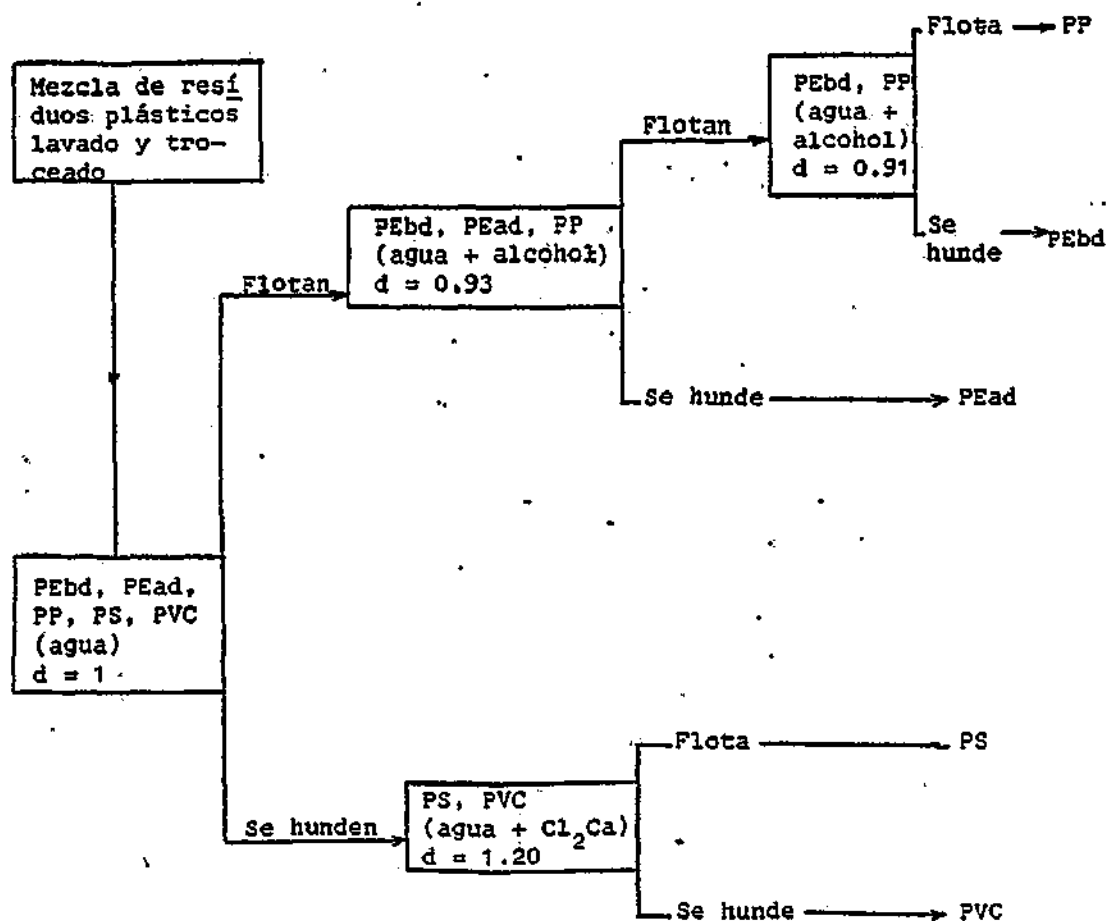 Mezcla de resí
duos plásticos
lavado y tro-
ceado
PEbd, PEad,
PP, PS, PVC
(agua)
d = 1
Flotan
PEbd, PEad, PP
(agua + alcohol)
d = 0.93
Flotan
PEbd, PP
(agua +
alcohol)
d = 0.91
Flota
PP
Se
hunde
PEbd
Se hunde
PEad
Se hunden
PS, PVC
(agua + Cl2Ca)
d = 1.20
Flota
PS
Se hunde
PVC